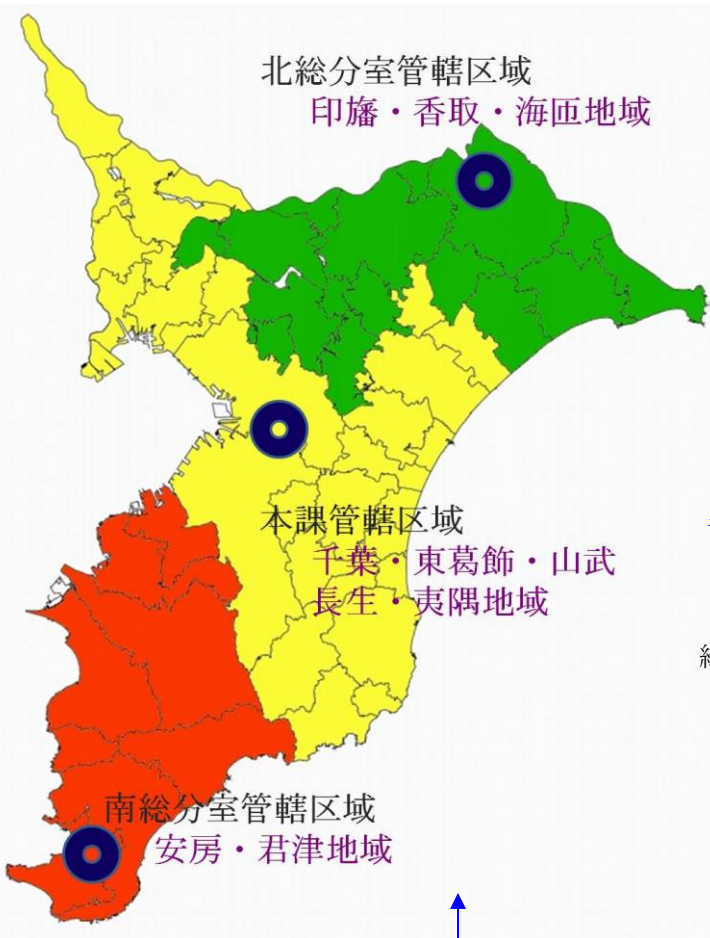 北総分室管轄区域
印旛・香取・海匝地域
本課管轄区域
千葉・東葛飾・山武
長生・夷隅地域
南総分室管轄区域
安房・君津地域